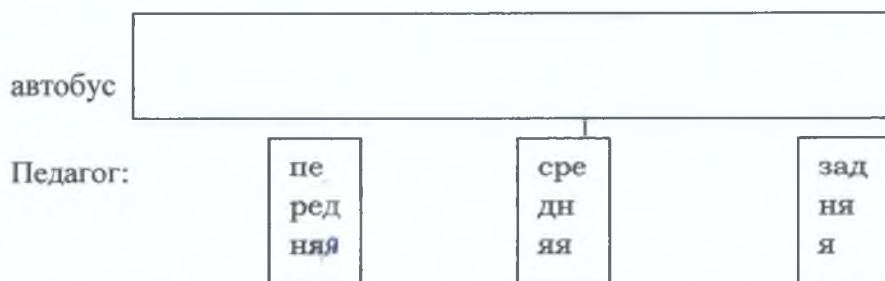 автобус
Педагог:
пе
ред
няя
сре
дн
яя
зад
ня
я